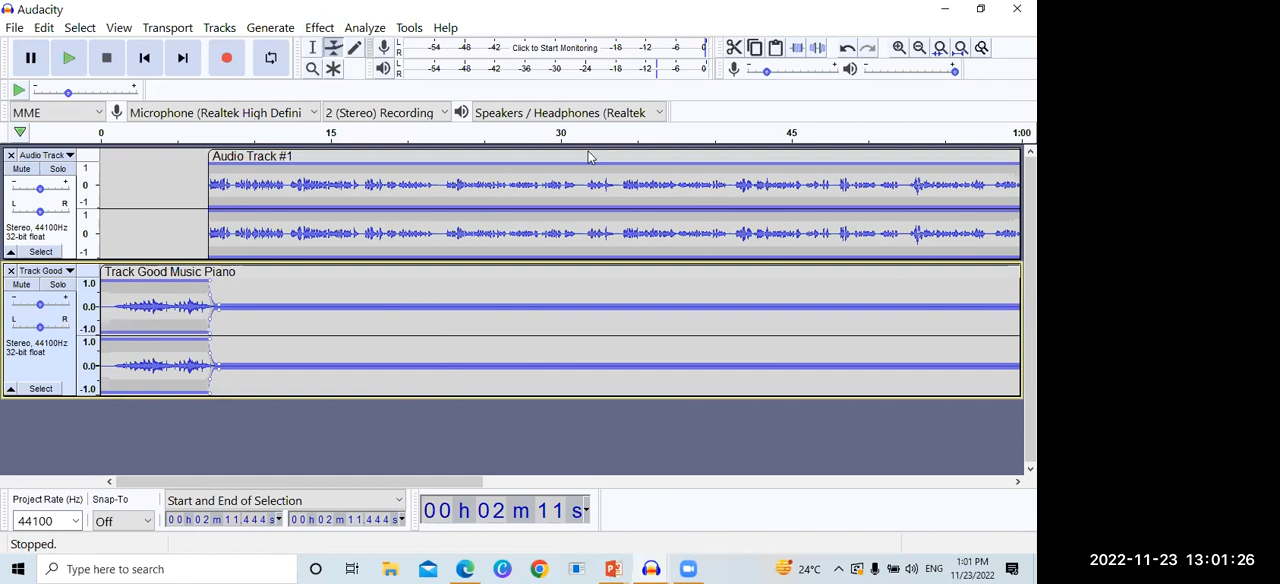 Audacity
File Edit Select View Transport Tracks Generate Effect Analyze Tools Help
L R -54 -48 -42 Click to Start Monitoring -18 -12 -6 0
L R -54 -48 -42 -36 -30 -24 -18 -12 -6 0
MME Microphone (Realtek High Defini 2 (Stereo) Recording Speakers / Headphones (Realtek
0 15 30 45 1:00
Audio Track Audio Track #1
Mute Solo
- +
L R
Stereo, 44100Hz
32-bit float
Select
1
0
-1
1
0
-1
Track Good Track Good Music Piano
Mute Solo
- +
L R
Stereo, 44100Hz
32-bit float
Select
1.0
0.0
-1.0
1.0
0.0
-1.0
Project Rate (Hz) Snap-To Start and End of Selection
44100 Off 00 h 02 m 11.444 s 00 h 02 m 11.444 s 00 h 02 m 11 s
Stopped.
Type here to search
24°C ENG 1:01 PM
11/23/2022
2022-11-23 13:01:26